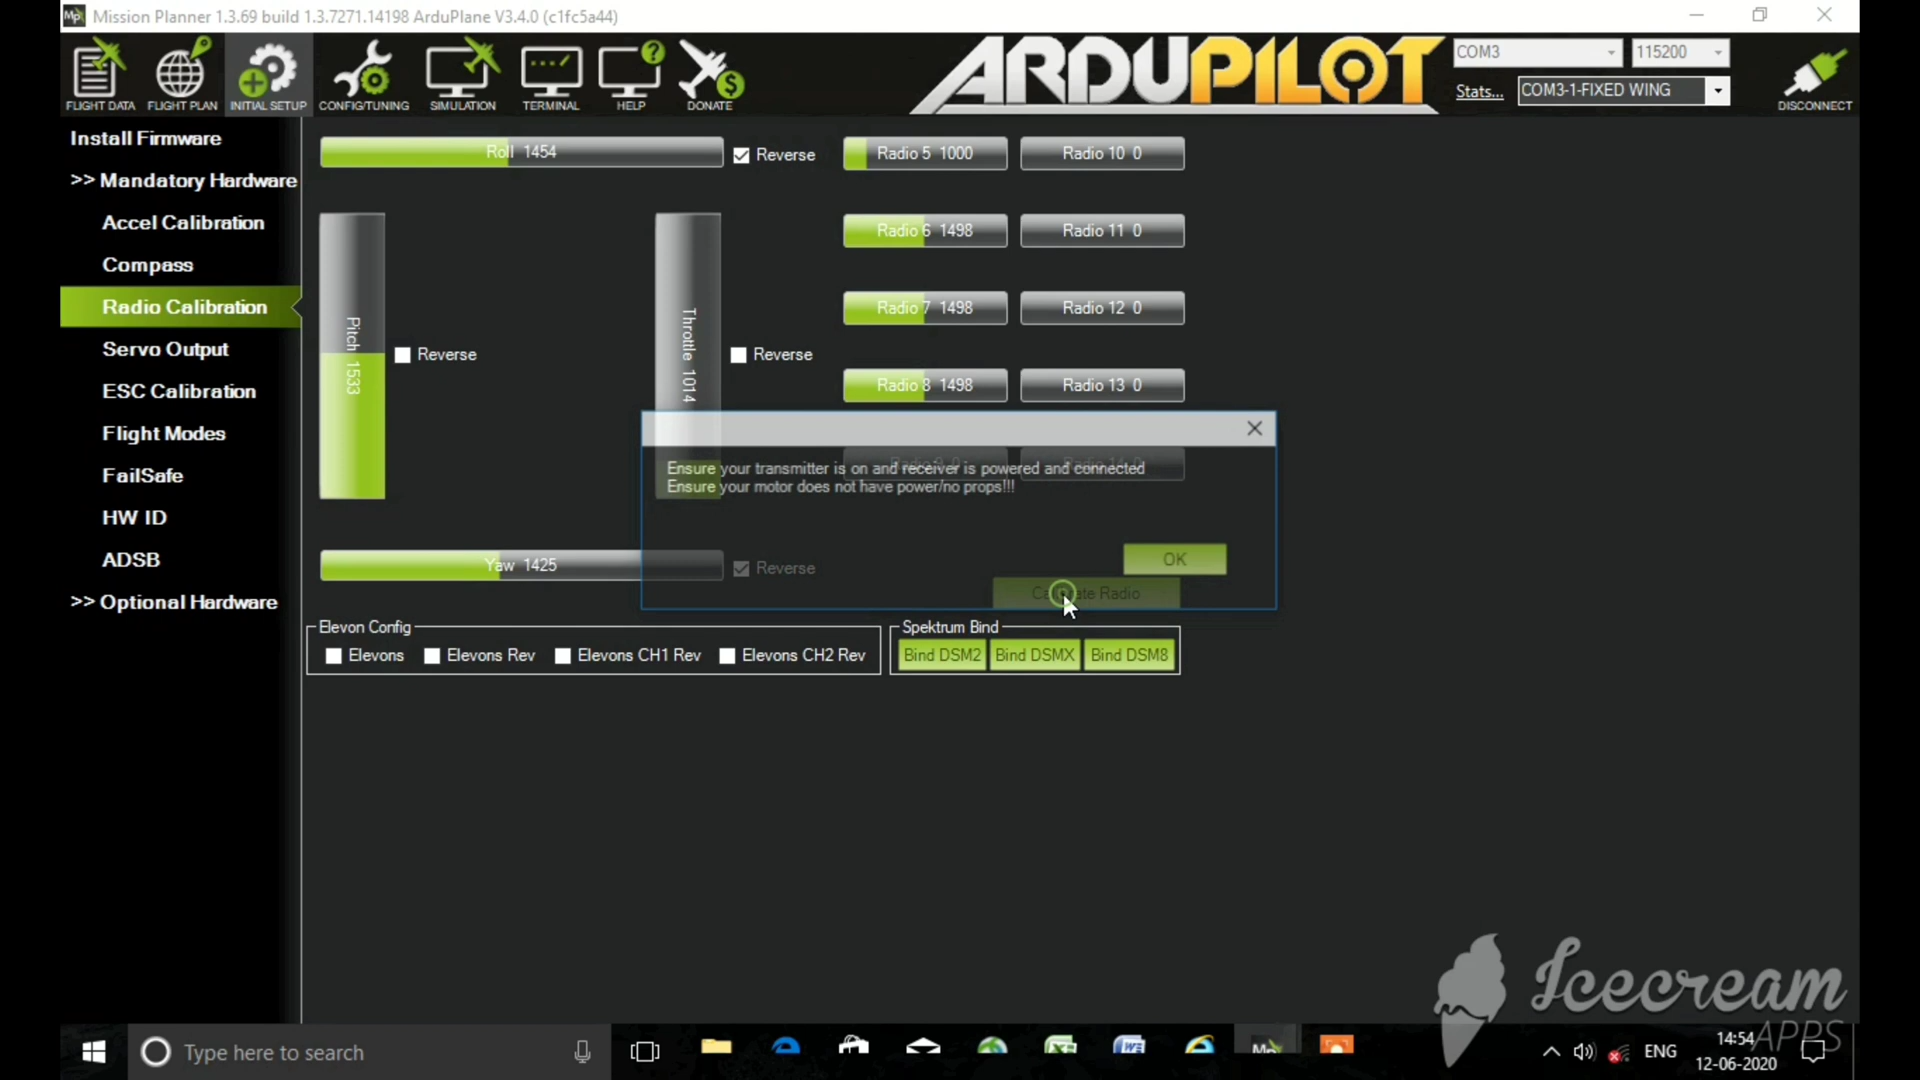 Mission Planner 1.3.69 build 1.3.7271.14198 ArduPlane V3.4.0 (c1fc5a44)
FLIGHT DATA
FLIGHT PLAN
INITIAL SETUP
CONFIG/TUNING
SIMULATION
TERMINAL
HELP
DONATE
ARDUPILOT
COM3
115200
Stats...
COM3-1-FIXED WING
DISCONNECT
Install Firmware
>> Mandatory Hardware
Accel Calibration
Compass
Radio Calibration
Servo Output
ESC Calibration
Flight Modes
FailSafe
HW ID
ADSB
>> Optional Hardware
Roll 1454
Reverse
Radio 5 1000
Radio 10 0
Radio 6 1498
Radio 11 0
Radio 7 1498
Radio 12 0
Pitch 1533
Reverse
Throttle 1014
Reverse
Radio 8 1498
Radio 13 0
Ensure your transmitter is on and receiver is powered and connected
Ensure your motor does not have power/no props!!!
OK
Yaw 1425
Reverse
Calibrate Radio
Elevon Config
Elevons
Elevons Rev
Elevons CH1 Rev
Elevons CH2 Rev
Spektrum Bind
Bind DSM2
Bind DSMX
Bind DSM8
Icecream
APPS
Type here to search
ENG
14:54
12-06-2020